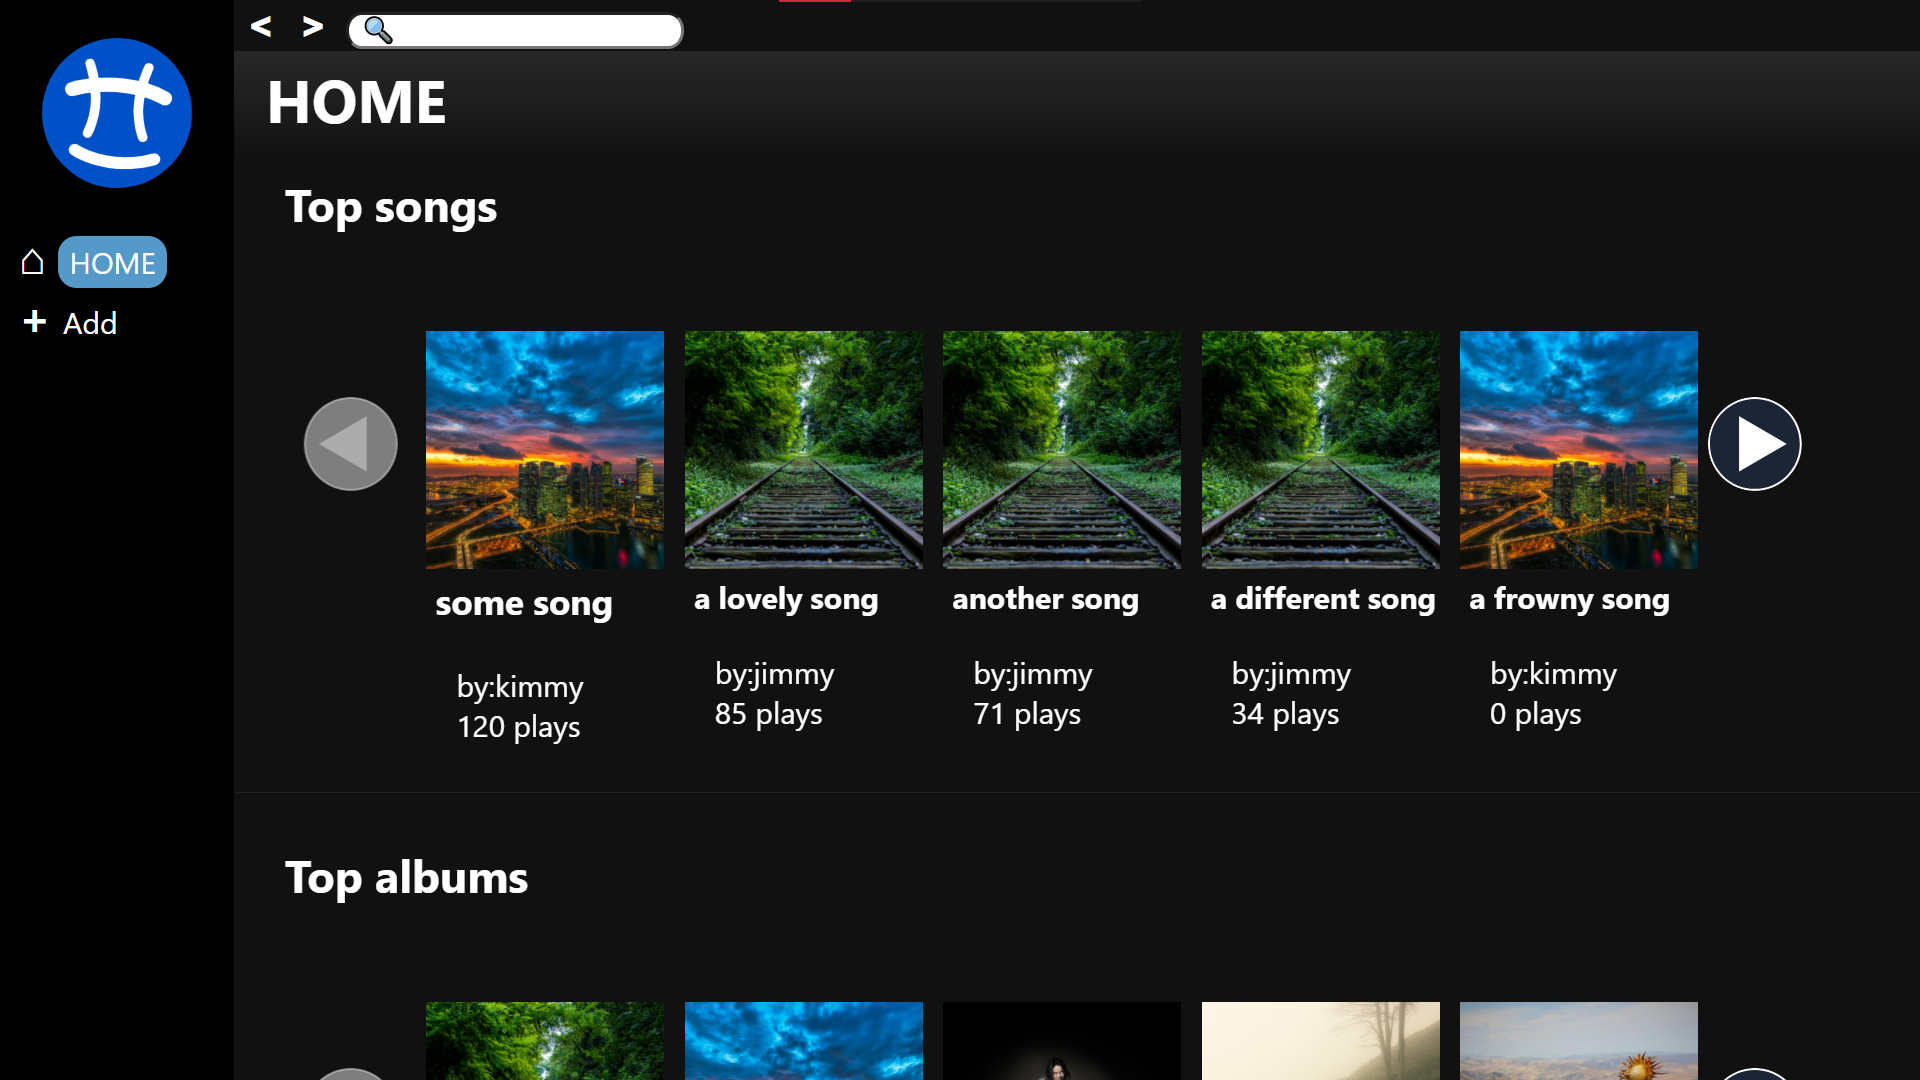 < >
HOME
HOME
+ Add
Top songs
some song
by:kimmy
120 plays
a lovely song
by:jimmy
85 plays
another song
by:jimmy
71 plays
a different song
by:jimmy
34 plays
a frowny song
by:kimmy
0 plays
Top albums